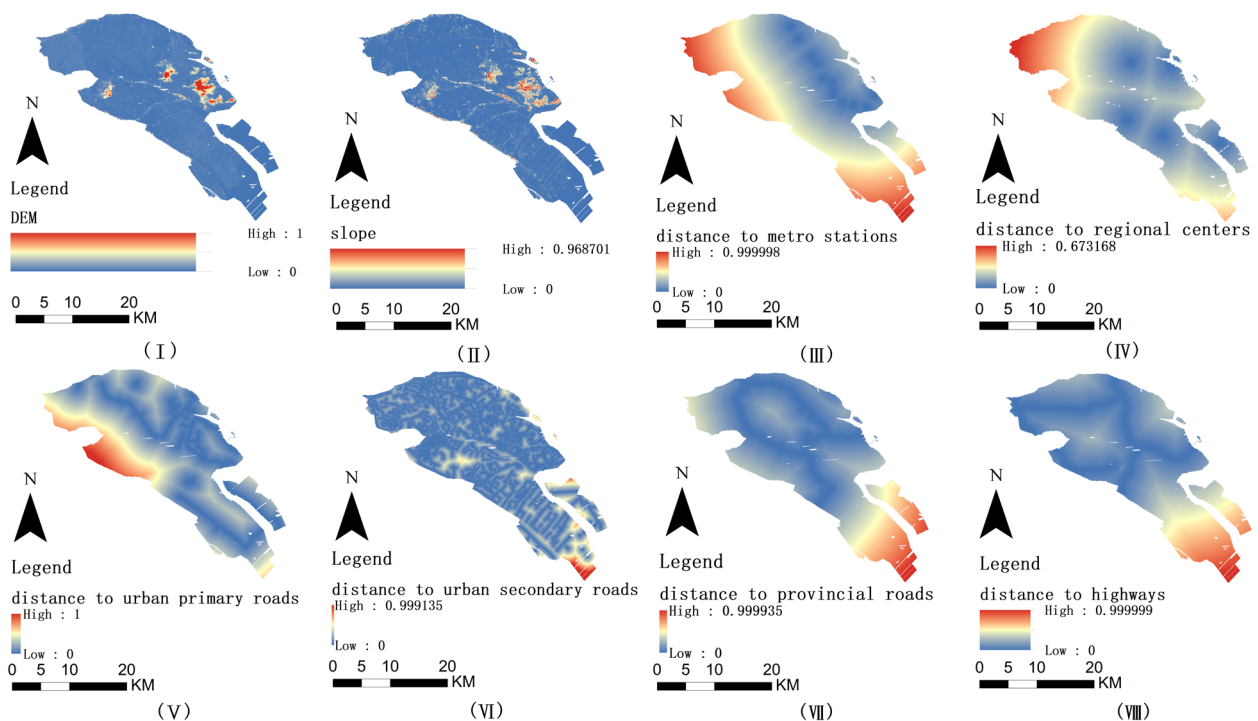 N
Legend
DEM
High : 1
Low : 0
0 5 10 20
KM
(Ⅰ)
N
Legend
slope
High : 0.968701
Low : 0
0 5 10 20
KM
(Ⅱ)
N
Legend
distance to metro stations
High : 0.999998
Low : 0
0 5 10 20
KM
(Ⅲ)
N
Legend
distance to regional centers
High : 0.673168
Low : 0
0 5 10 20
KM
(Ⅳ)
N
Legend
distance to urban primary roads
High : 1
Low : 0
0 5 10 20
KM
(Ⅴ)
N
Legend
distance to urban secondary roads
High : 0.999135
Low : 0
0 5 10 20
KM
(Ⅵ)
N
Legend
distance to provincial roads
High : 0.999935
Low : 0
0 5 10 20
KM
(Ⅶ)
N
Legend
distance to highways
High : 0.999999
Low : 0
0 5 10 20
KM
(Ⅷ)